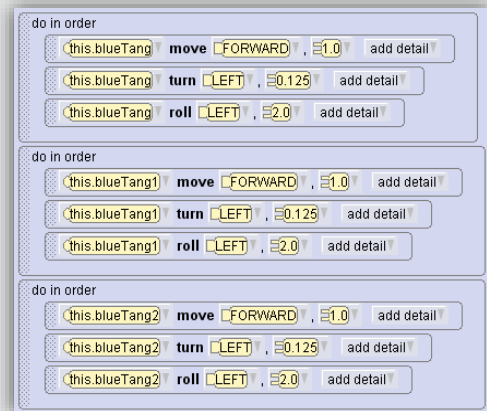 do in order
this.blueTang move FORWARD , 1.0 add detail
this.blueTang turn LEFT , 0.125 add detail
this.blueTang roll LEFT , 2.0 add detail
do in order
this.blueTang1 move FORWARD , 1.0 add detail
this.blueTang1 turn LEFT , 0.125 add detail
this.blueTang1 roll LEFT , 2.0 add detail
do in order
this.blueTang2 move FORWARD , 1.0 add detail
this.blueTang2 turn LEFT , 0.125 add detail
this.blueTang2 roll LEFT , 2.0 add detail